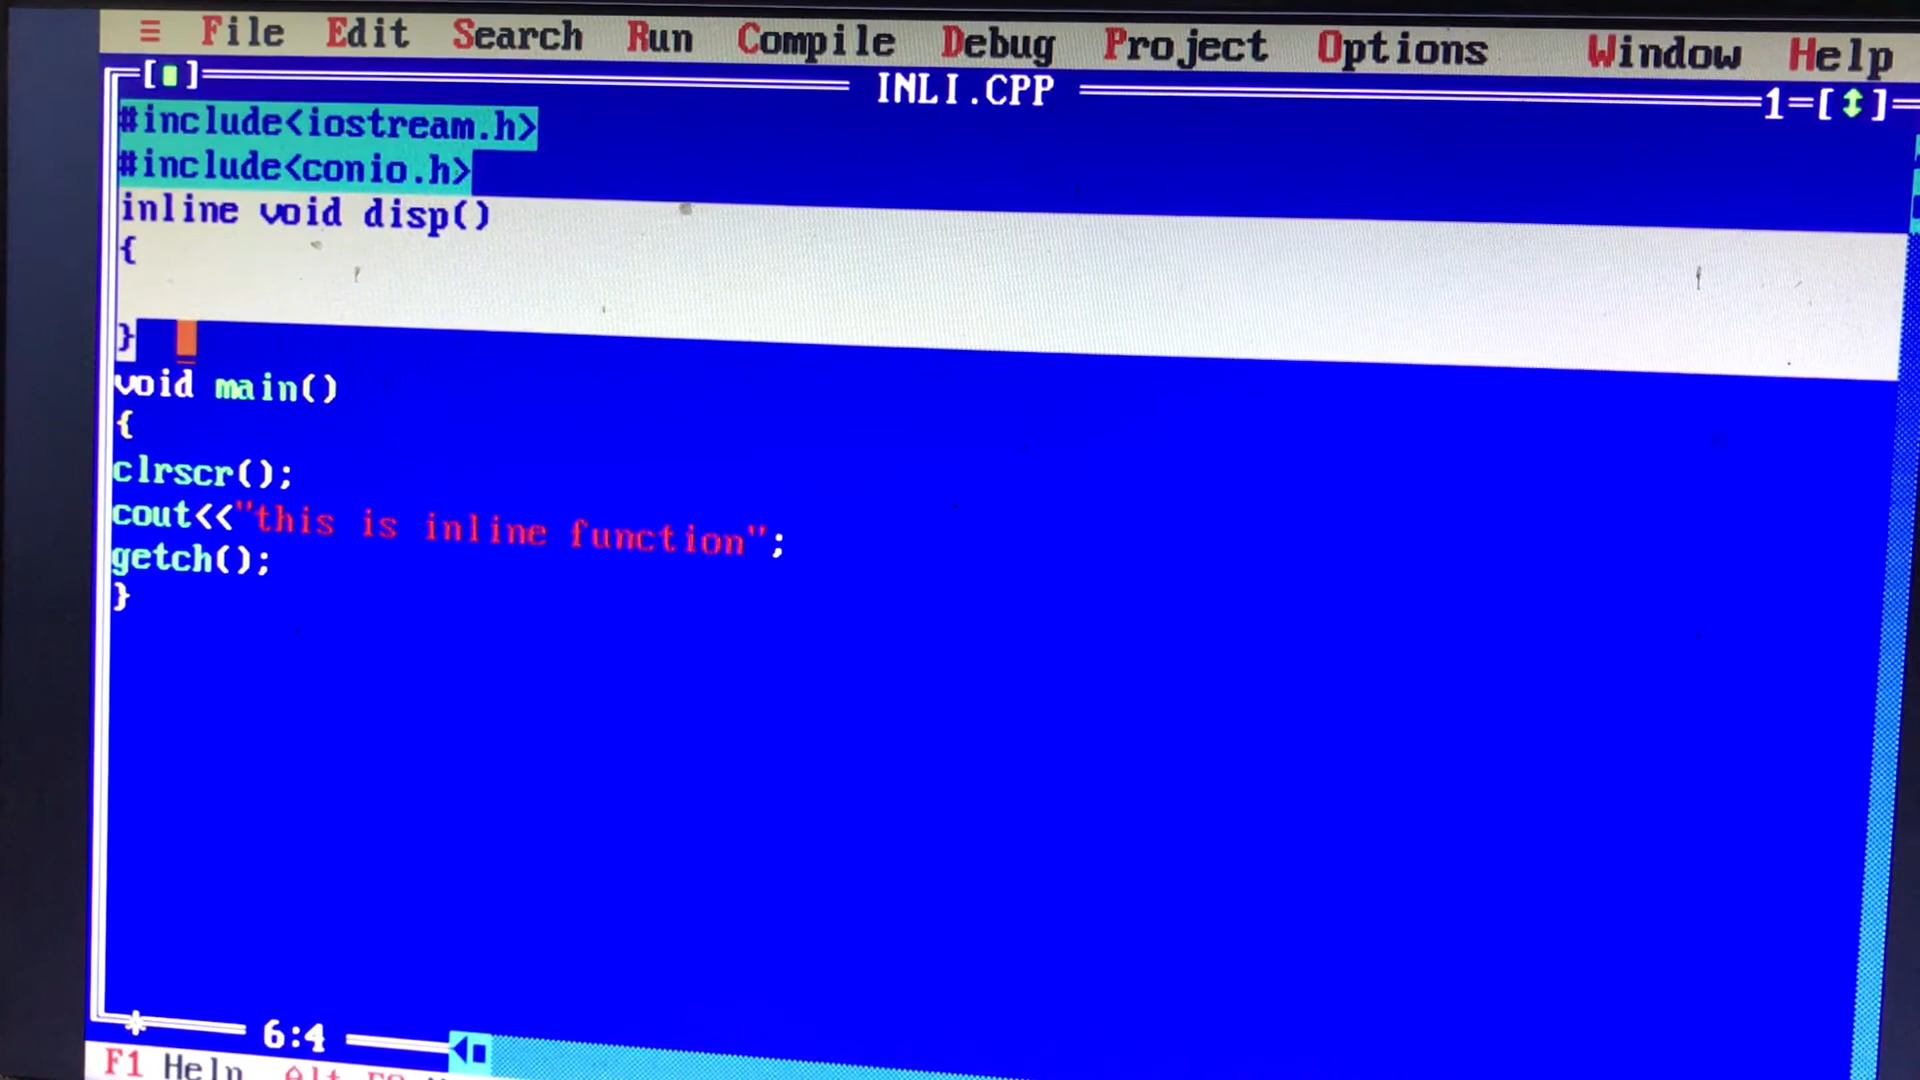 ≡ File Edit Search Run Compile Debug Project Options Window Help
[■] INLI.CPP 1=[↕]
#include<iostream.h>
#include<conio.h>
inline void disp()
{
}
void main()
{
clrscr();
cout<<"this is inline function";
getch();
}
* 6:4
F1 Help